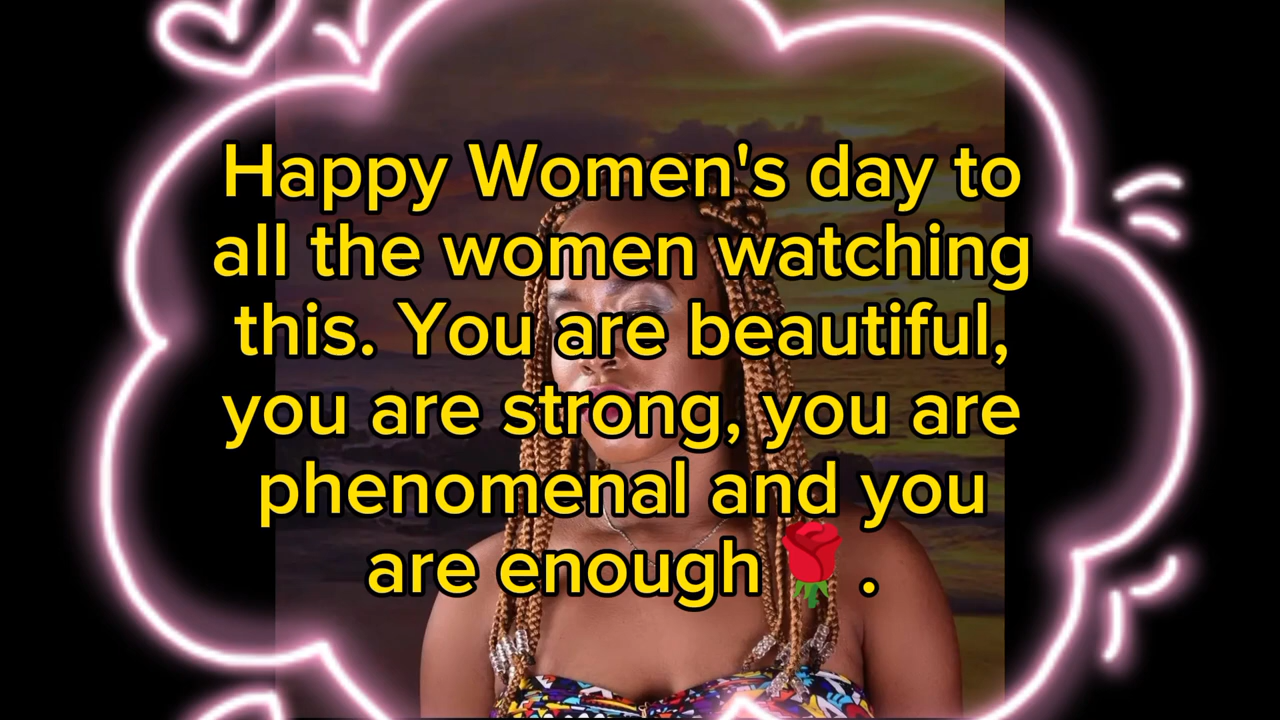 Happy Women's day to
all the women watching
this. You are beautiful,
you are strong, you are
phenomenal and you
are enough🌹.